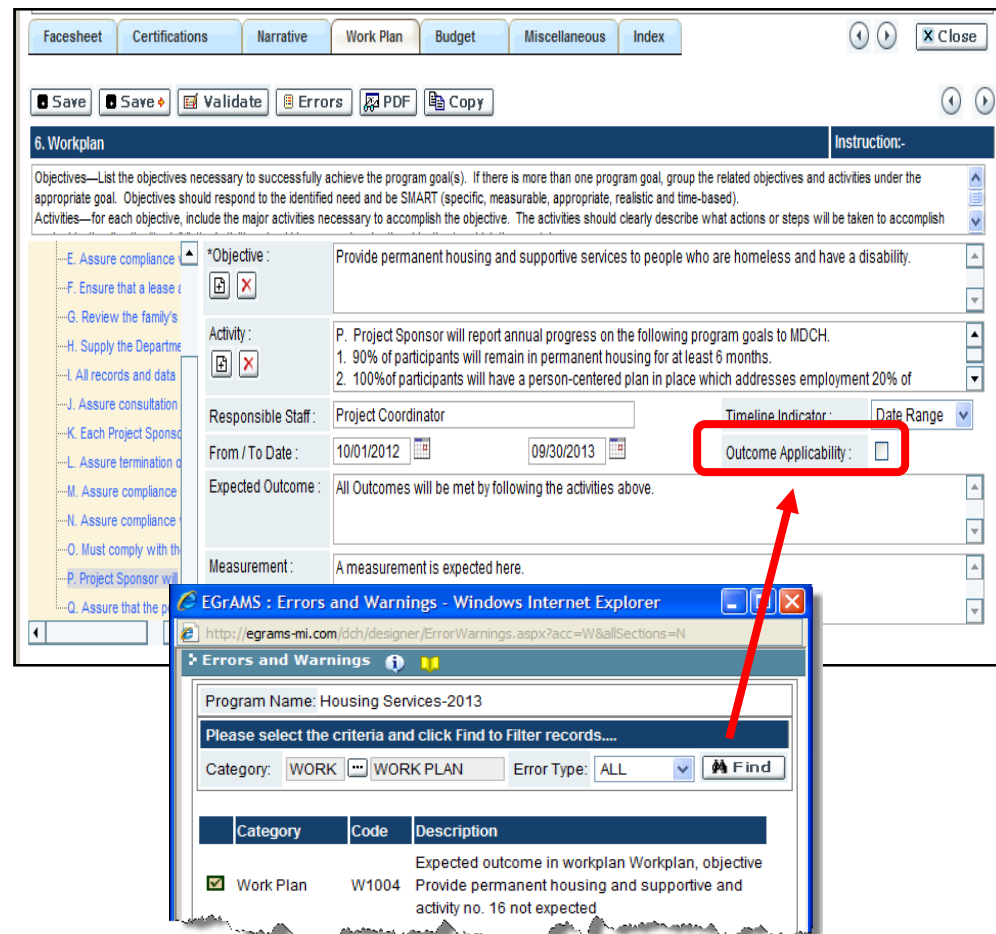 Facesheet Certifications Narrative Work Plan Budget Miscellaneous Index X Close
Save Save Validate Errors PDF Copy
6. Workplan Instruction:-
Objectives—List the objectives necessary to successfully achieve the program goal(s). If there is more than one program goal, group the related objectives and activities under the
appropriate goal. Objectives should respond to the identified need and be SMART (specific, measurable, appropriate, realistic and time-based).
Activities—for each objective, include the major activities necessary to accomplish the objective. The activities should clearly describe what actions or steps will be taken to accomplish
E. Assure compliance
F. Ensure that a lease
G. Review the family's
H. Supply the Departme
I. All records and data
J. Assure consultation
K. Each Project Sponso
L. Assure termination
M. Assure compliance
N. Assure compliance
O. Must comply with th
P. Project Sponsor will
Q. Assure that the p
*Objective :
Provide permanent housing and supportive services to people who are homeless and have a disability.
Activity :
P. Project Sponsor will report annual progress on the following program goals to MDCH.
1. 90% of participants will remain in permanent housing for at least 6 months.
2. 100%of participants will have a person-centered plan in place which addresses employment 20% of
Responsible Staff : Project Coordinator Timeline Indicator : Date Range
From / To Date : 10/01/2012 09/30/2013 Outcome Applicability :
Expected Outcome : All Outcomes will be met by following the activities above.
Measurement : A measurement is expected here.
EGrAMS : Errors and Warnings - Windows Internet Explorer
http://egrams-mi.com/dch/designer/ErrorWarnings.aspx?acc=W&allSections=N
Errors and Warnings
Program Name: Housing Services-2013
Please select the criteria and click Find to Filter records....
Category: WORK WORK PLAN Error Type: ALL Find
Category Code Description
Work Plan W1004 Expected outcome in workplan Workplan, objective
Provide permanent housing and supportive and
activity no. 16 not expected